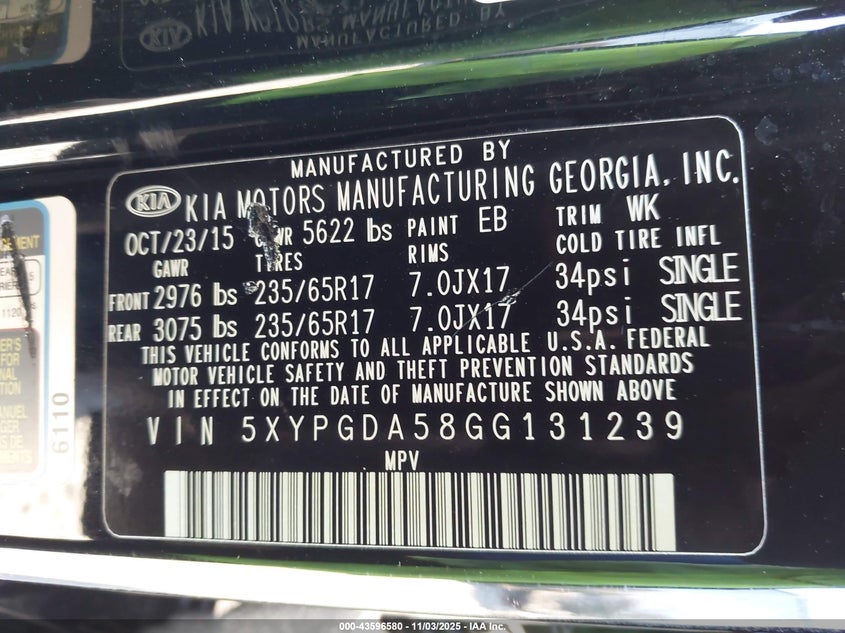 MANUFACTURED BY
KIA KIA MOTORS MANUFACTURING GEORGIA, INC.
OCT/23/15 GVWR 5622 lbs PAINT EB TRIM WK
GAWR TYRES RIMS COLD TIRE INFL
FRONT 2976 lbs 235/65R17 7.0JX17 34psi SINGLE
REAR 3075 lbs 235/65R17 7.0JX17 34psi SINGLE
THIS VEHICLE CONFORMS TO ALL APPLICABLE U.S.A. FEDERAL
MOTOR VEHICLE SAFETY AND THEFT PREVENTION STANDARDS
IN EFFECT ON THE DATE OF MANUFACTURE SHOWN ABOVE
VIN 5XYPGDA58GG131239
MPV
6110
000-43596580 - 11/03/2025 - IAA Inc.